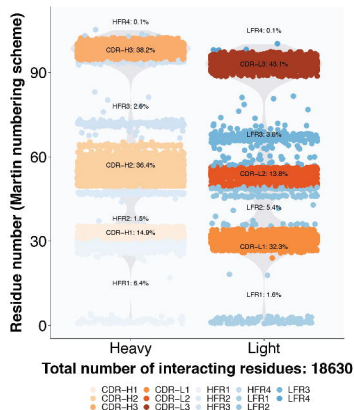 HFR4: 0.1%
LFR4: 0.1%
CDR-H3: 38.2%
CDR-L3: 43.1%
90
HFR3: 2.6%
LFR3: 3.8%
60
CDR-H2: 36.4%
CDR-L2: 13.8%
LFR2: 5.4%
HFR2: 1.5%
30
CDR-H1: 14.9%
CDR-L1: 32.3%
HFR1: 6.4%
LFR1: 1.6%
0
Residue number (Martin numbering scheme)
Heavy Light
Total number of interacting residues: 18630
CDR-H1 CDR-L1 HFR1 HFR4 LFR3
CDR-H2 CDR-L2 HFR2 LFR1 LFR4
CDR-H3 CDR-L3 HFR3 LFR2